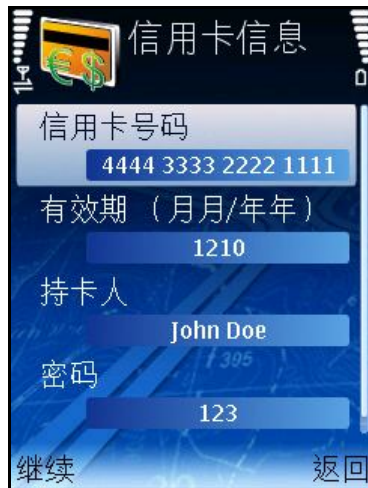 信用卡信息
信用卡号码
4444 3333 2222 1111
有效期 （月月/年年）
1210
持卡人
John Doe
395
密码
123
继续 返回